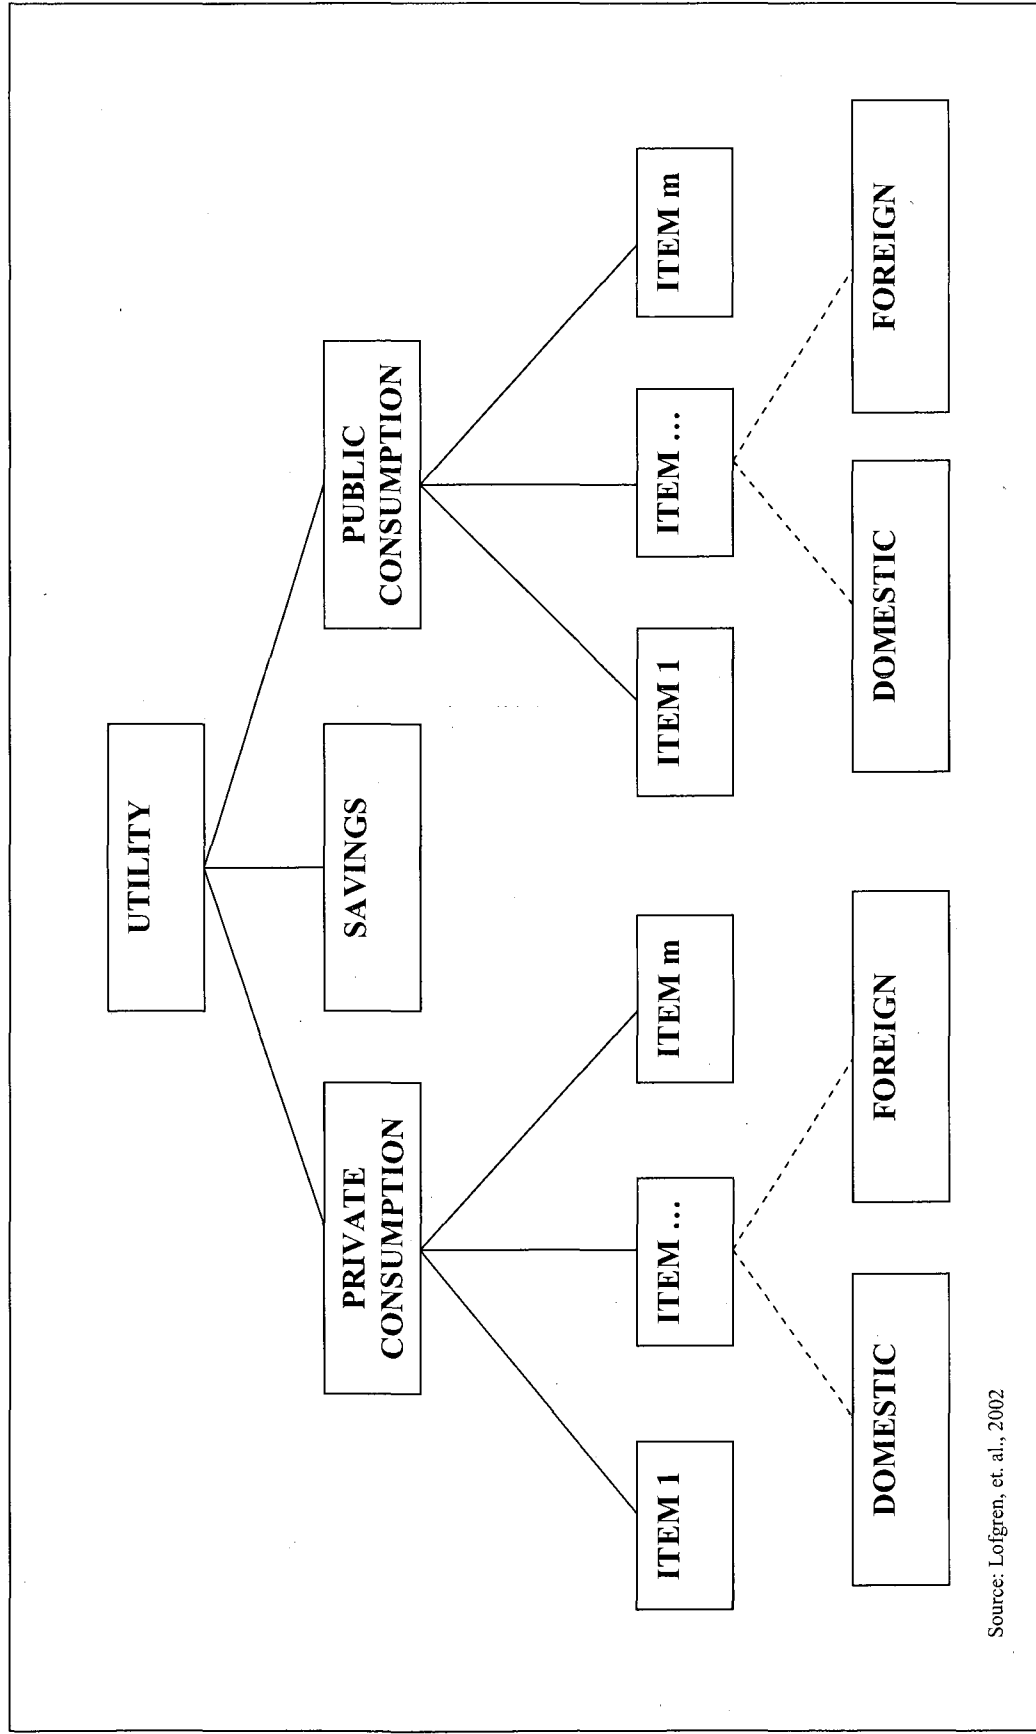 UTILITY
PRIVATE
CONSUMPTION
SAVINGS
PUBLIC
CONSUMPTION
ITEM 1
ITEM ...
ITEM m
ITEM 1
ITEM ...
ITEM m
DOMESTIC
FOREIGN
DOMESTIC
FOREIGN
Source: Lofgren, et. al., 2002